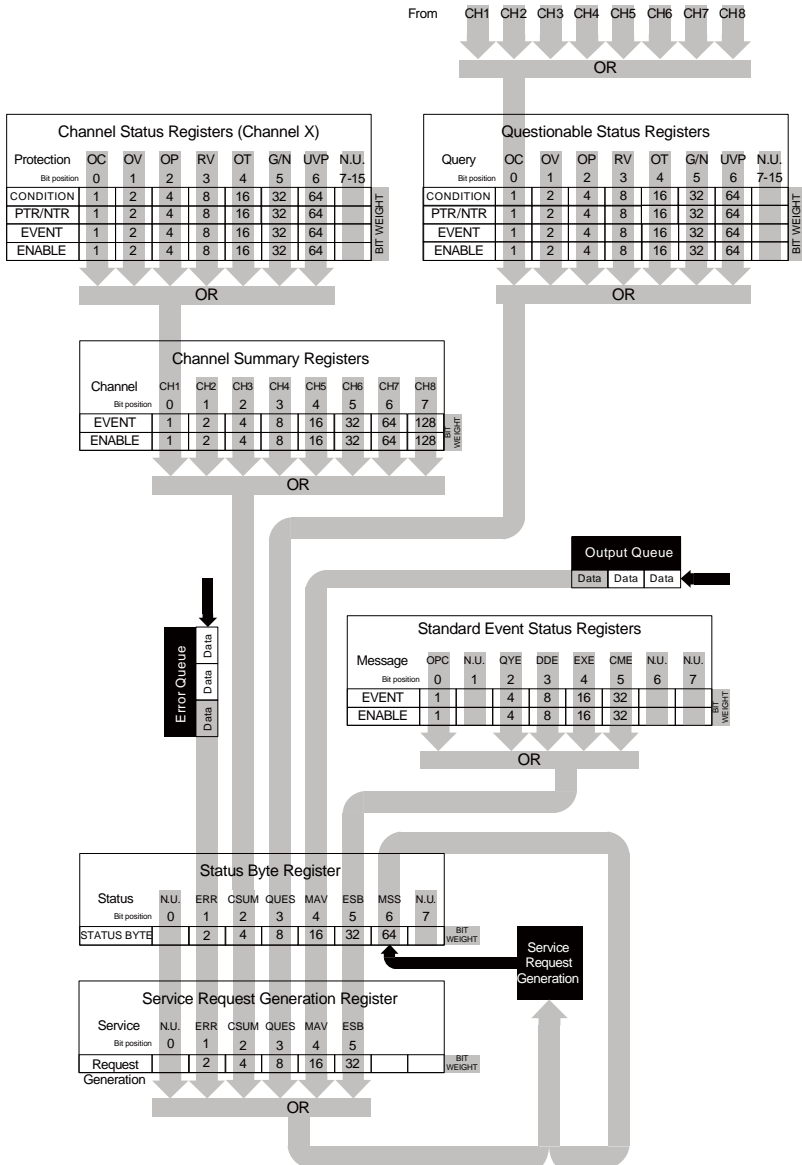 From CH1 CH2 CH3 CH4 CH5 CH6 CH7 CH8
OR
Channel Status Registers (Channel X)
Protection OC OV OP RV OT G/N UVP N.U.
Bit position 0 1 2 3 4 5 6 7-15
CONDITION 1 2 4 8 16 32 64
PTR/NTR 1 2 4 8 16 32 64
EVENT 1 2 4 8 16 32 64
ENABLE 1 2 4 8 16 32 64
BIT WEIGHT
OR
Questionable Status Registers
Query OC OV OP RV OT G/N UVP N.U.
Bit position 0 1 2 3 4 5 6 7-15
CONDITION 1 2 4 8 16 32 64
PTR/NTR 1 2 4 8 16 32 64
EVENT 1 2 4 8 16 32 64
ENABLE 1 2 4 8 16 32 64
BIT WEIGHT
OR
Channel Summary Registers
Channel CH1 CH2 CH3 CH4 CH5 CH6 CH7 CH8
Bit position 0 1 2 3 4 5 6 7
EVENT 1 2 4 8 16 32 64 128
ENABLE 1 2 4 8 16 32 64 128
BIT
WEIGHT
OR
Output Queue
Data Data Data
Error Queue
Data Data Data
Standard Event Status Registers
Message OPC N.U. QYE DDE EXE CME N.U. N.U.
Bit position 0 1 2 3 4 5 6 7
EVENT 1 4 8 16 32
ENABLE 1 4 8 16 32
BIT
WEIGHT
OR
Status Byte Register
Status N.U. ERR CSUM QUES MAV ESB MSS N.U.
Bit position 0 1 2 3 4 5 6 7
STATUS BYTE 2 4 8 16 32 64
BIT
WEIGHT
Service
Request
Generation
Service Request Generation Register
Service N.U. ERR CSUM QUES MAV ESB
Bit position 0 1 2 3 4 5
Request 2 4 8 16 32
Generation
BIT
WEIGHT
OR